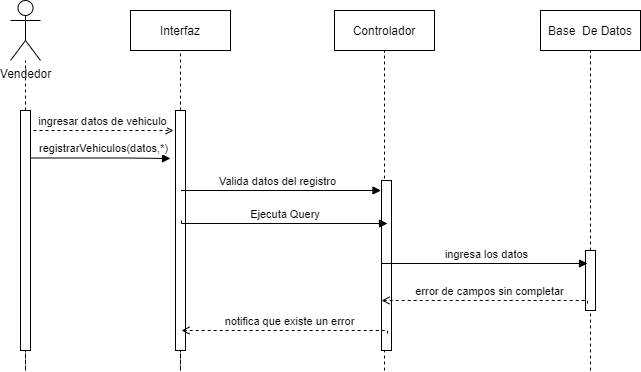 Interfaz
Controlador
Base  De Datos
Vendedor
ingresar datos de vehiculo
registrarVehiculos(datos,*)
Valida datos del registro
Ejecuta Query
ingresa los datos
error de campos sin completar
notifica que existe un error